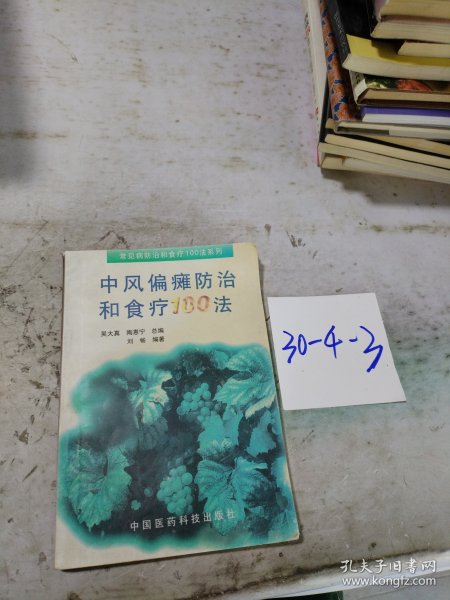 常见病防治和食疗100法系列
中风偏瘫防治
和食疗100法
吴大真 南惠宁 总编
刘畅 编著
中国医药科技出版社
30-4-3
孔夫子旧书网
www.kongfz.com